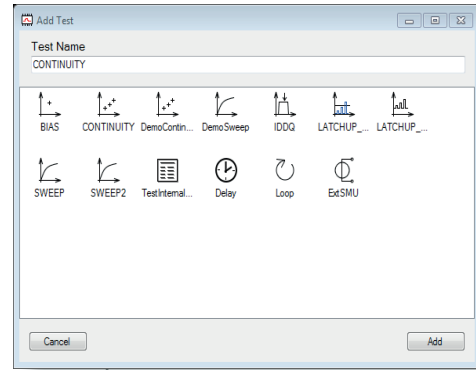 Add Test
Test Name
CONTINUITY
BIAS CONTINUITY DemoContin... DemoSweep IDDQ LATCHUP_... LATCHUP_...
SWEEP SWEEP2 TestInternal... Delay Loop ExtSMU
Cancel Add